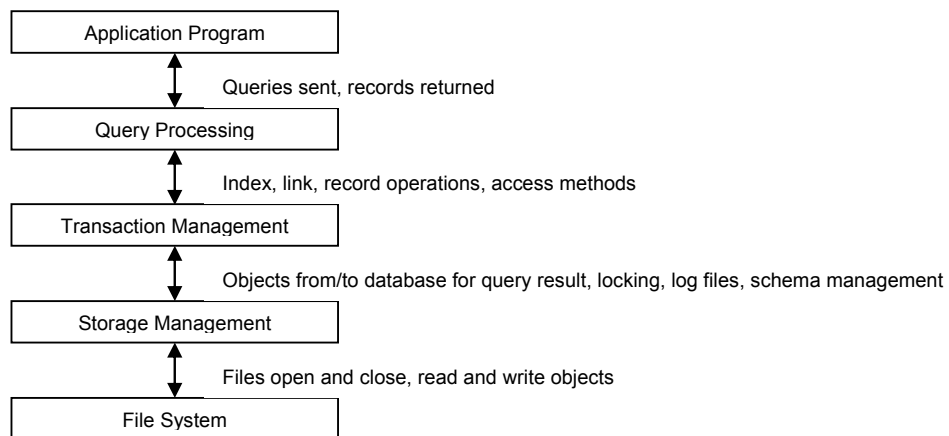 Application Program
Queries sent, records returned
Query Processing
Index, link, record operations, access methods
Transaction Management
Objects from/to database for query result, locking, log files, schema management
Storage Management
Files open and close, read and write objects
File System